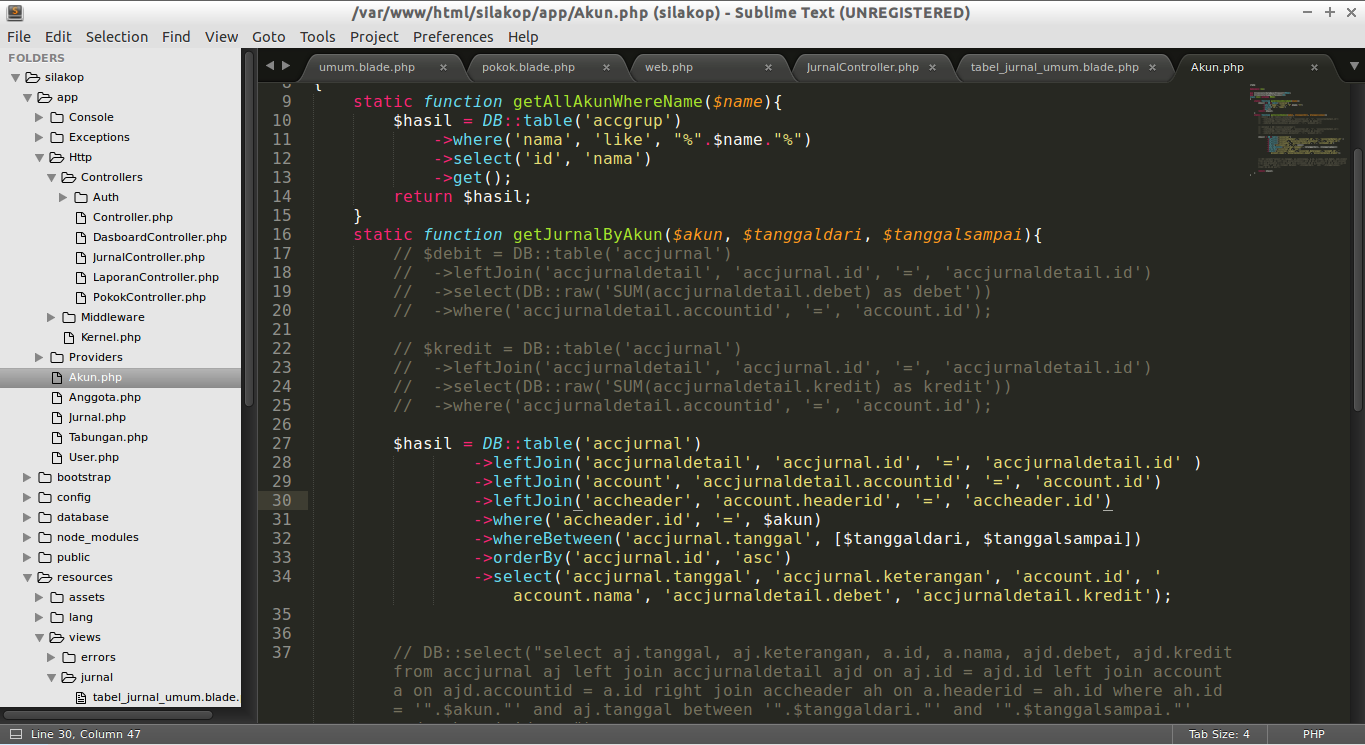 /var/www/html/silakop/app/Akun.php (silakop) - Sublime Text (UNREGISTERED)
File Edit Selection Find View Goto Tools Project Preferences Help
FOLDERS
silakop
app
Console
Exceptions
Http
Controllers
Auth
Controller.php
DasboardController.php
JurnalController.php
LaporanController.php
PokokController.php
Middleware
Kernel.php
Providers
Akun.php
Anggota.php
Jurnal.php
Tabungan.php
User.php
bootstrap
config
database
node_modules
public
resources
assets
lang
views
errors
jurnal
tabel_jurnal_umum.blade.
umum.blade.php × pokok.blade.php × web.php × JurnalController.php × tabel_jurnal_umum.blade.php × Akun.php ×
8 {
9 static function getAllAkunWhereName($name){
10 $hasil = DB::table('accgrup')
11 ->where('nama', 'like', "%".$name."%")
12 ->select('id', 'nama')
13 ->get();
14 return $hasil;
15 }
16 static function getJurnalByAkun($akun, $tanggaldari, $tanggalsampai){
17 // $debit = DB::table('accjurnal')
18 // ->leftJoin('accjurnaldetail', 'accjurnal.id', '=', 'accjurnaldetail.id')
19 // ->select(DB::raw('SUM(accjurnaldetail.debet) as debet'))
20 // ->where('accjurnaldetail.accountid', '=', 'account.id');
21
22 // $kredit = DB::table('accjurnal')
23 // ->leftJoin('accjurnaldetail', 'accjurnal.id', '=', 'accjurnaldetail.id')
24 // ->select(DB::raw('SUM(accjurnaldetail.kredit) as kredit'))
25 // ->where('accjurnaldetail.accountid', '=', 'account.id');
26
27 $hasil = DB::table('accjurnal')
28 ->leftJoin('accjurnaldetail', 'accjurnal.id', '=', 'accjurnaldetail.id' )
29 ->leftJoin('account', 'accjurnaldetail.accountid', '=', 'account.id')
30 ->leftJoin('accheader', 'account.headerid', '=', 'accheader.id')
31 ->where('accheader.id', '=', $akun)
32 ->whereBetween('accjurnal.tanggal', [$tanggaldari, $tanggalsampai])
33 ->orderBy('accjurnal.id', 'asc')
34 ->select('accjurnal.tanggal', 'accjurnal.keterangan', 'account.id', '
account.nama', 'accjurnaldetail.debet', 'accjurnaldetail.kredit');
35
36
37 // DB::select("select aj.tanggal, aj.keterangan, a.id, a.nama, ajd.debet, ajd.kredit
from accjurnal aj left join accjurnaldetail ajd on aj.id = ajd.id left join account
a on ajd.accountid = a.id right join accheader ah on a.headerid = ah.id where ah.id
= '".$akun."' and aj.tanggal between '".$tanggaldari."' and '".$tanggalsampai."'
Line 30, Column 47 Tab Size: 4 PHP